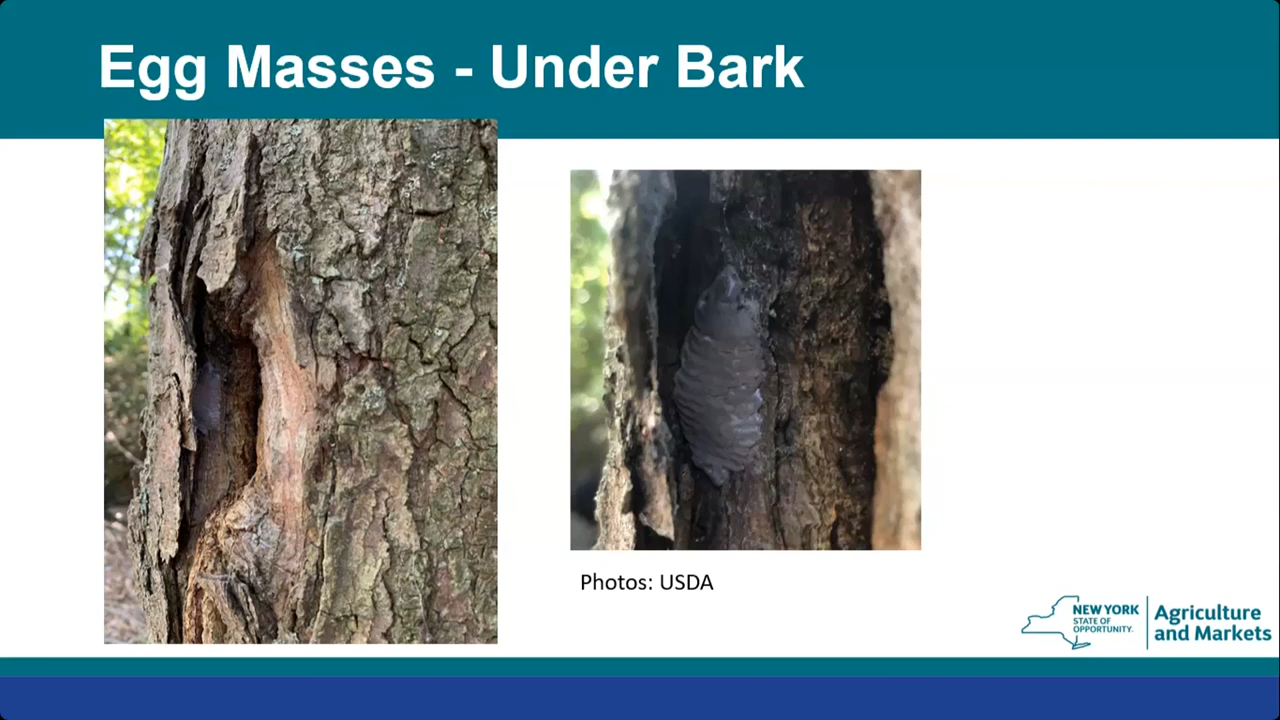 Egg Masses - Under Bark
Photos: USDA
NEW YORK
STATE OF
OPPORTUNITY.
Agriculture
and Markets